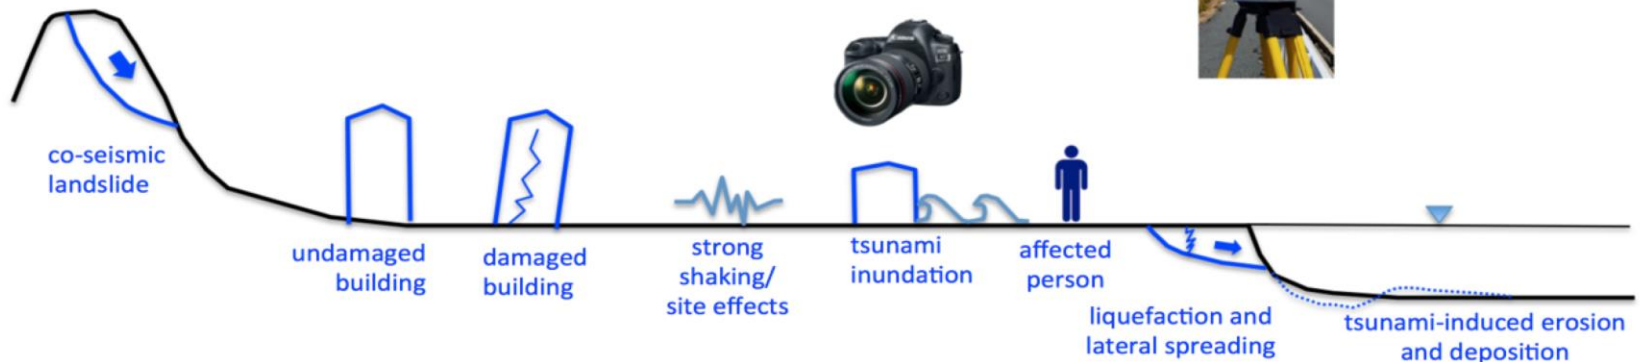 co-seismic
landslide
undamaged
building
damaged
building
strong
shaking/
site effects
tsunami
inundation
affected
person
liquefaction and
lateral spreading
tsunami-induced erosion
and deposition